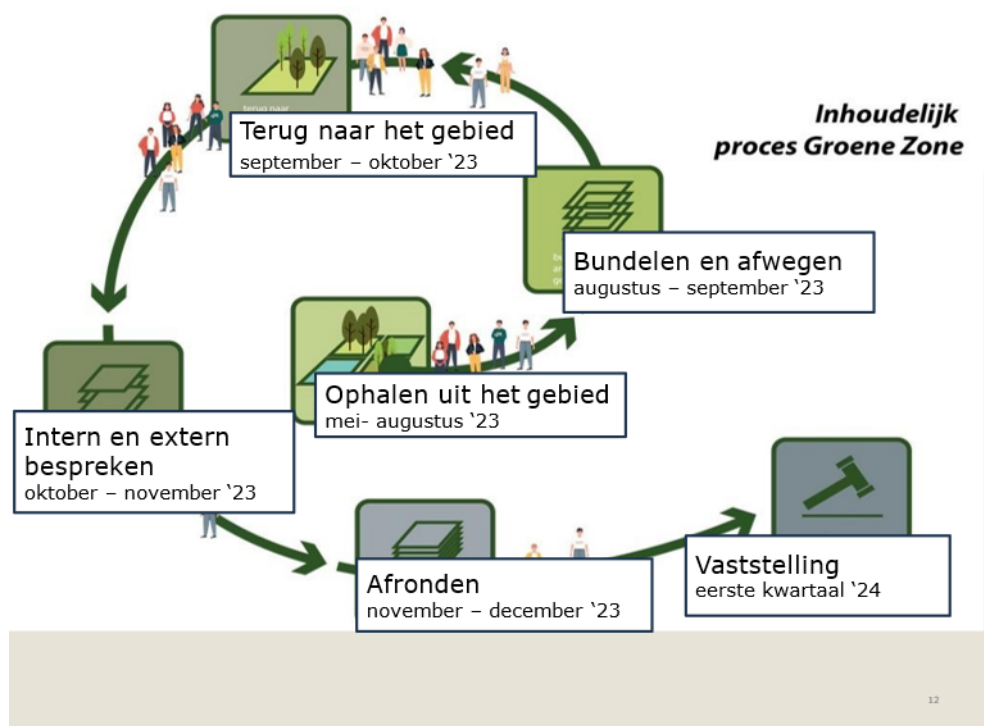 Inhoudelijk
proces Groene Zone
terug naar
Terug naar het gebied
september – oktober ‘23
Bundelen en afwegen
augustus – september ‘23
Ophalen uit het gebied
mei- augustus ‘23
Intern en extern
bespreken
oktober – november ‘23
Afronden
november – december ‘23
Vaststelling
eerste kwartaal ‘24
12